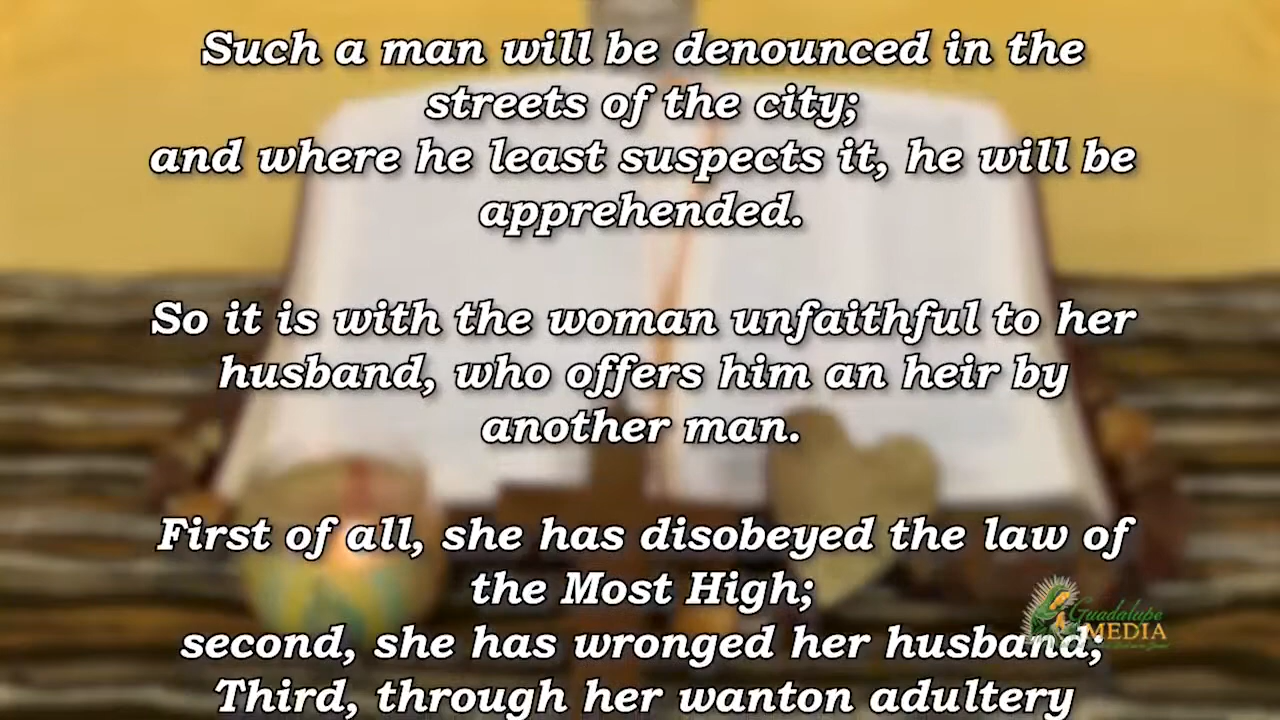 Such a man will be denounced in the
streets of the city;
and where he least suspects it, he will be
apprehended.
So it is with the woman unfaithful to her
husband, who offers him an heir by
another man.
First of all, she has disobeyed the law of
the Most High;
second, she has wronged her husband;
Third, through her wanton adultery
Guadalupe
MEDIA